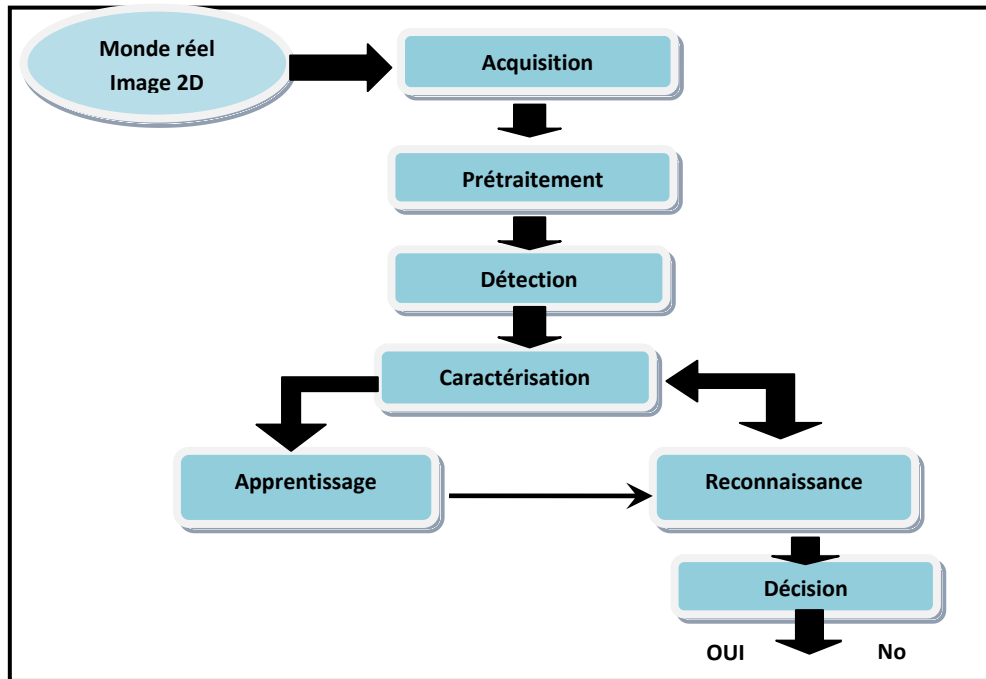 Monde réel
Image 2D
Acquisition
Prétraitement
Détection
Caractérisation
Apprentissage
Reconnaissance
Décision
OUI
No